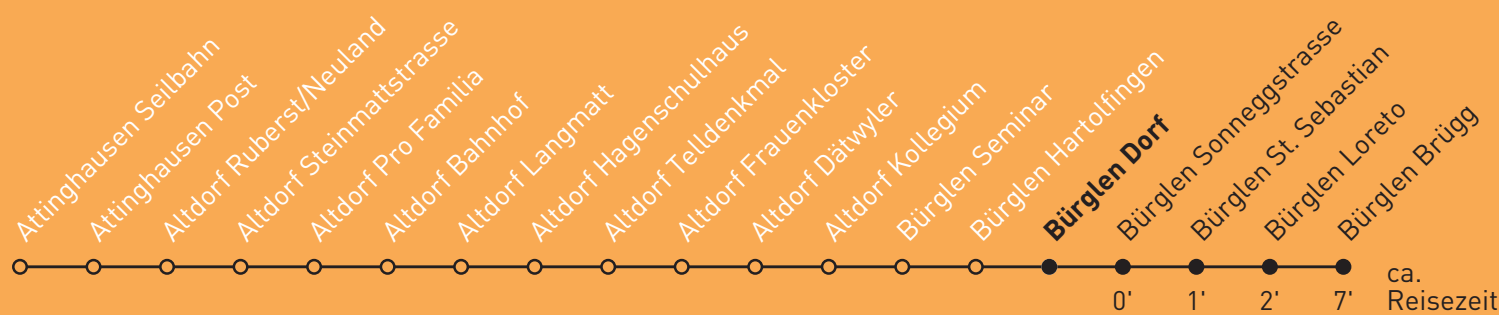 Attinghausen Seilbahn
Attinghausen Post
Altdorf Ruberst/Neuland
Altdorf Steinmattstrasse
Altdorf Pro Familia
Altdorf Bahnhof
Altdorf Langmatt
Altdorf Hagenschulhaus
Altdorf Telldenkmal
Altdorf Frauenkloster
Altdorf Dätwyler
Altdorf Kollegium
Bürglen Seminar
Bürglen Hartolfingen
Bürglen Dorf
Bürglen Sonneggstrasse
Bürglen St. Sebastian
Bürglen Loreto
Bürglen Brügg
0' 1' 2' 7'
ca.
Reisezeit